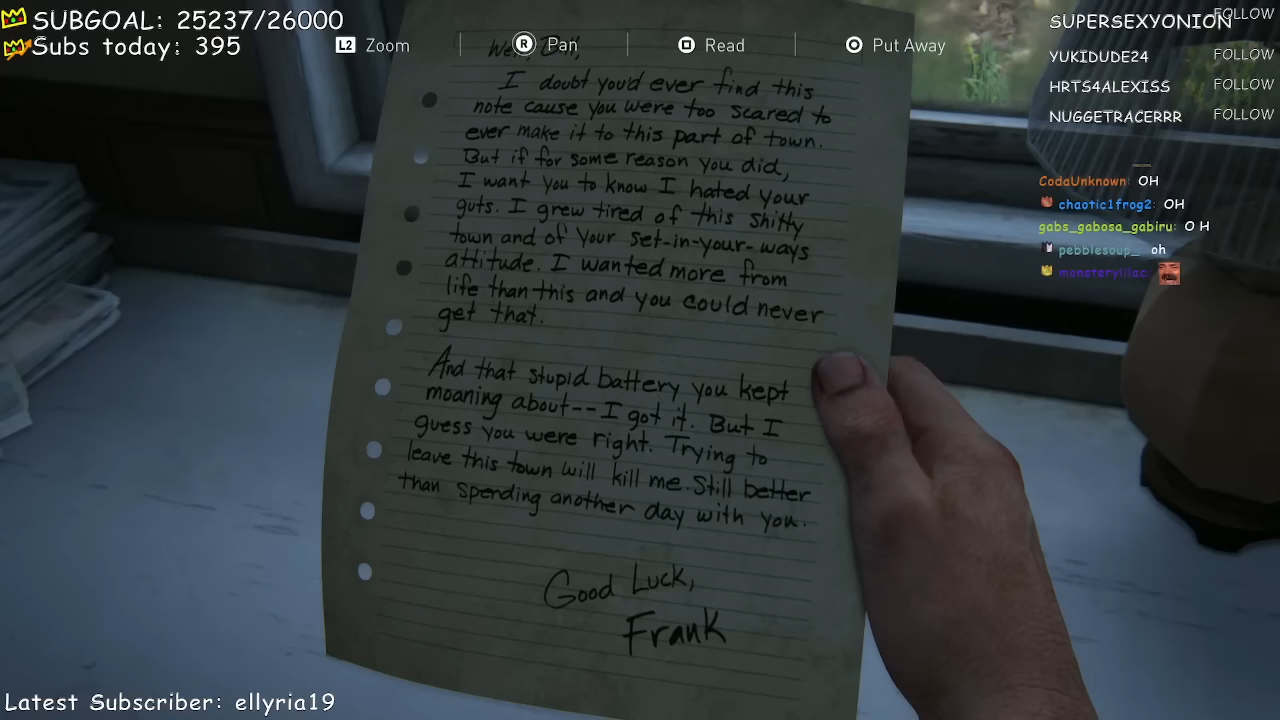 SUBGOAL: 25237/26000
Subs today: 395
L2 Zoom
R Pan
Read
Put Away
SUPERSEXYONION FOLLOW
YUKIDUDE24 FOLLOW
HRTS4ALEXISS FOLLOW
NUGGETRACERRR FOLLOW
CodaUnknown: OH
chaotic1frog2: OH
gabs_gabosa_gabiru: O H
pebblesoup_: oh
monsterylilac:
Well, Bill,
I doubt you'd ever find this
note cause you were too scared to
ever make it to this part of town.
But if for some reason you did,
I want you to know I hated your
guts. I grew tired of this shitty
town and of your set-in-your-ways
attitude. I wanted more from
life than this and you could never
get that.
And that stupid battery you kept
moaning about--I got it. But I
guess you were right. Trying to
leave this town will kill me. Still better
than spending another day with you.
Good Luck,
Frank
Latest Subscriber: ellyria19